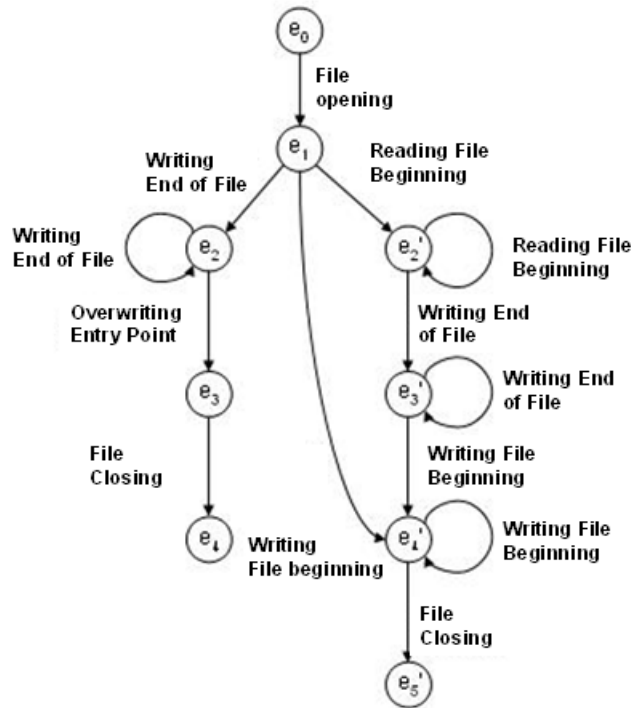 e0
File
opening
e1
Writing
End of File
Reading File
Beginning
Writing
End of File
e2
e2'
Reading File
Beginning
Overwriting
Entry Point
Writing End
of File
e3
e3'
Writing End
of File
File
Closing
Writing File
Beginning
e4
Writing
File beginning
e4'
Writing File
Beginning
File
Closing
e5'